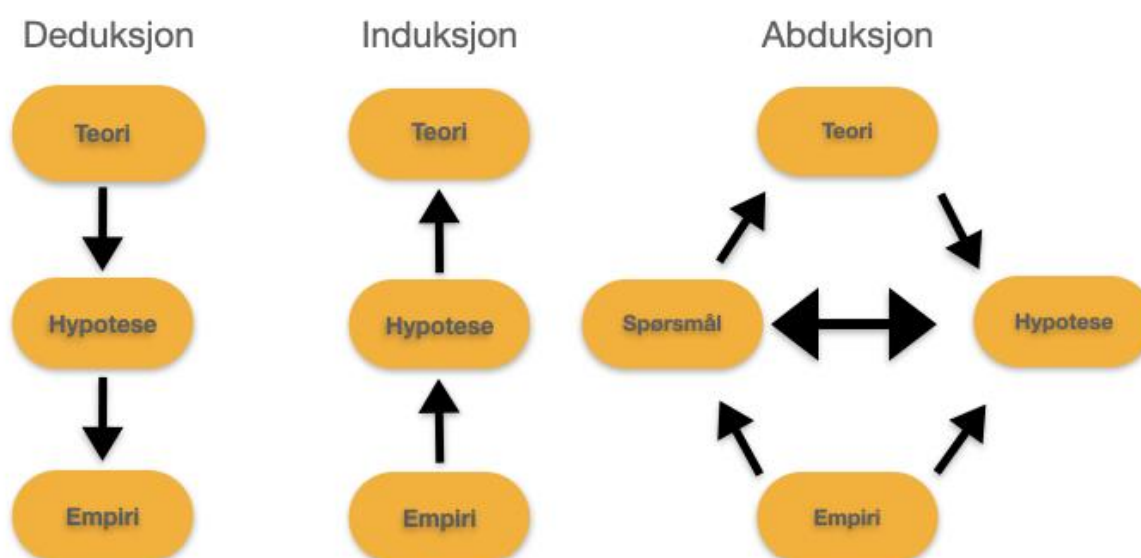 Deduksjon
Teori
Hypotese
Empiri
Induksjon
Teori
Hypotese
Empiri
Abduksjon
Teori
Spørsmål
Hypotese
Empiri